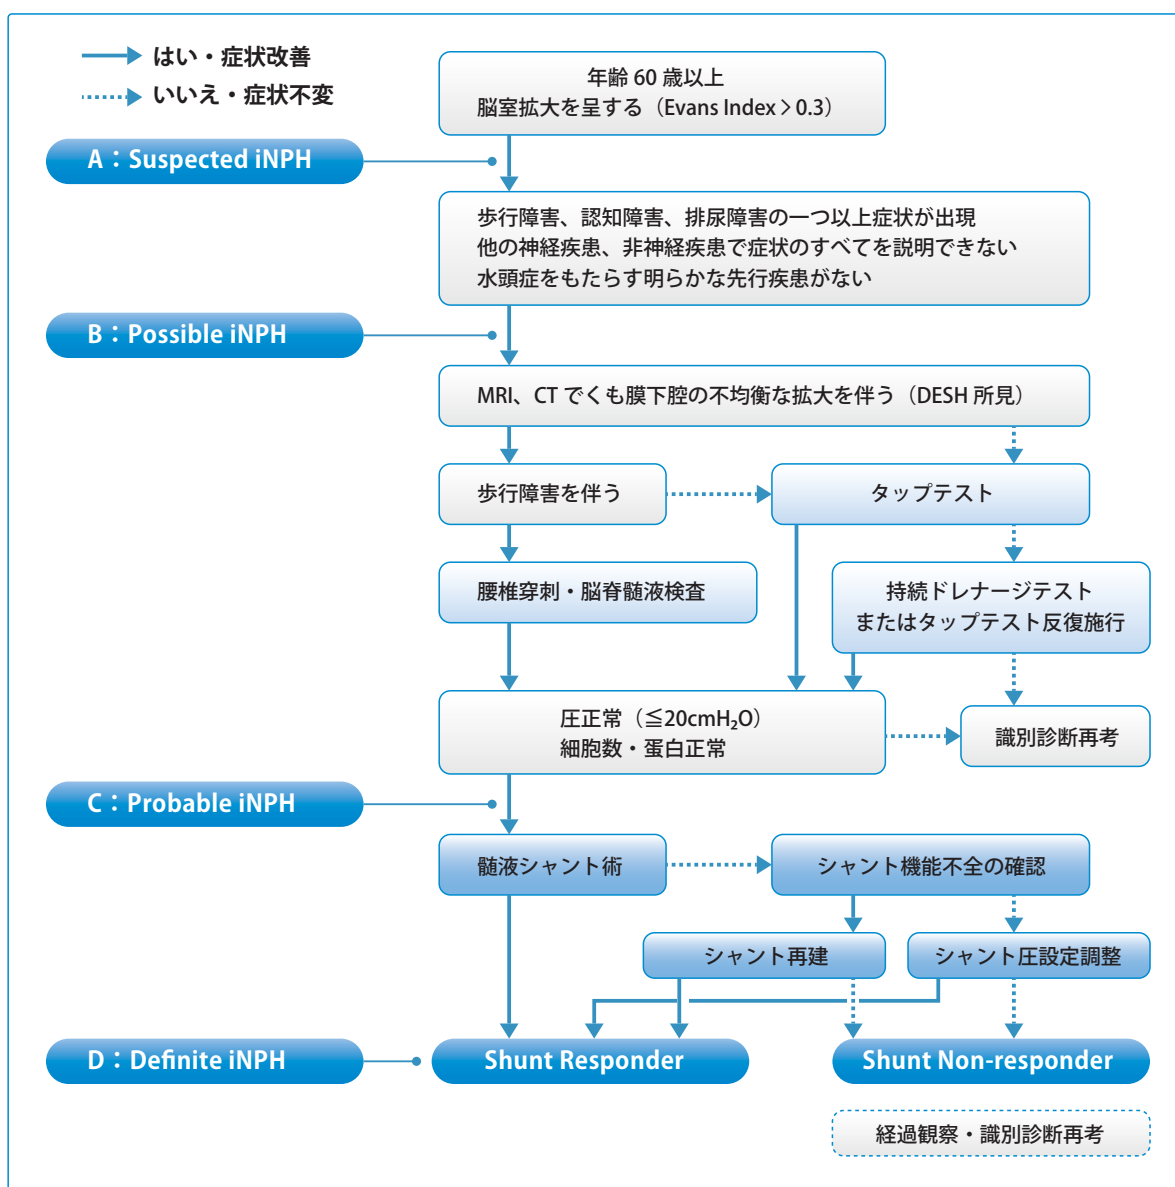 はい・症状改善
いいえ・症状不変
年齢 60 歳以上
脳室拡大を呈する（Evans Index > 0.3）
A：Suspected iNPH
歩行障害、認知障害、排尿障害の一つ以上症状が出現
他の神経疾患、非神経疾患で症状のすべてを説明できない
水頭症をもたらす明らかな先行疾患がない
B：Possible iNPH
MRI、CT でくも膜下腔の不均衡な拡大を伴う（DESH 所見）
歩行障害を伴う
タップテスト
腰椎穿刺・脳脊髄液検査
持続ドレナージテスト
またはタップテスト反復施行
圧正常（≦20cmH₂O）
細胞数・蛋白正常
識別診断再考
C：Probable iNPH
髄液シャント術
シャント機能不全の確認
シャント再建
シャント圧設定調整
D：Definite iNPH
Shunt Responder
Shunt Non-responder
経過観察・識別診断再考